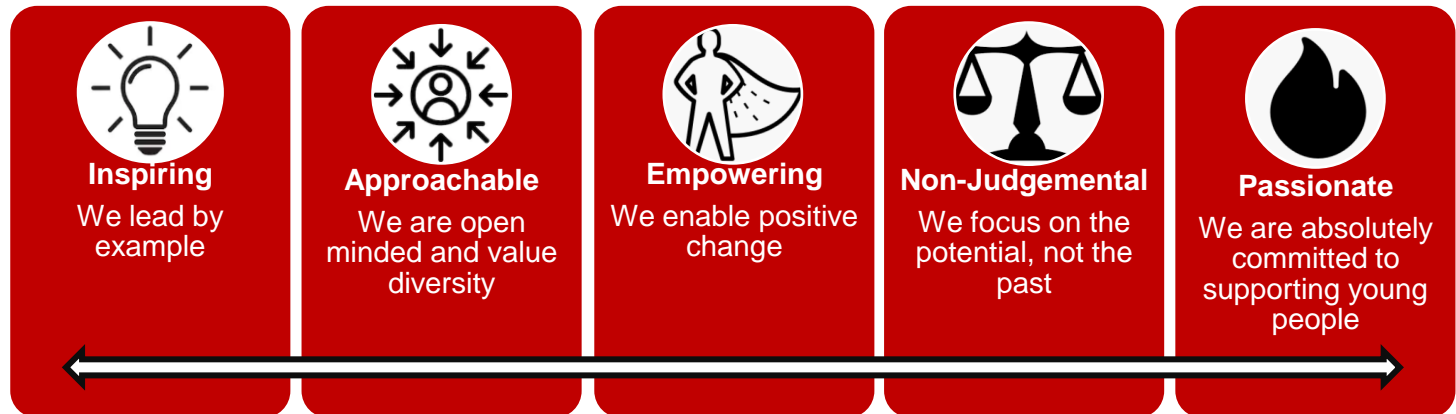 Inspiring
We lead by
example
Approachable
We are open
minded and value
diversity
Empowering
We enable positive
change
Non-Judgemental
We focus on the
potential, not the
past
Passionate
We are absolutely
committed to
supporting young
people